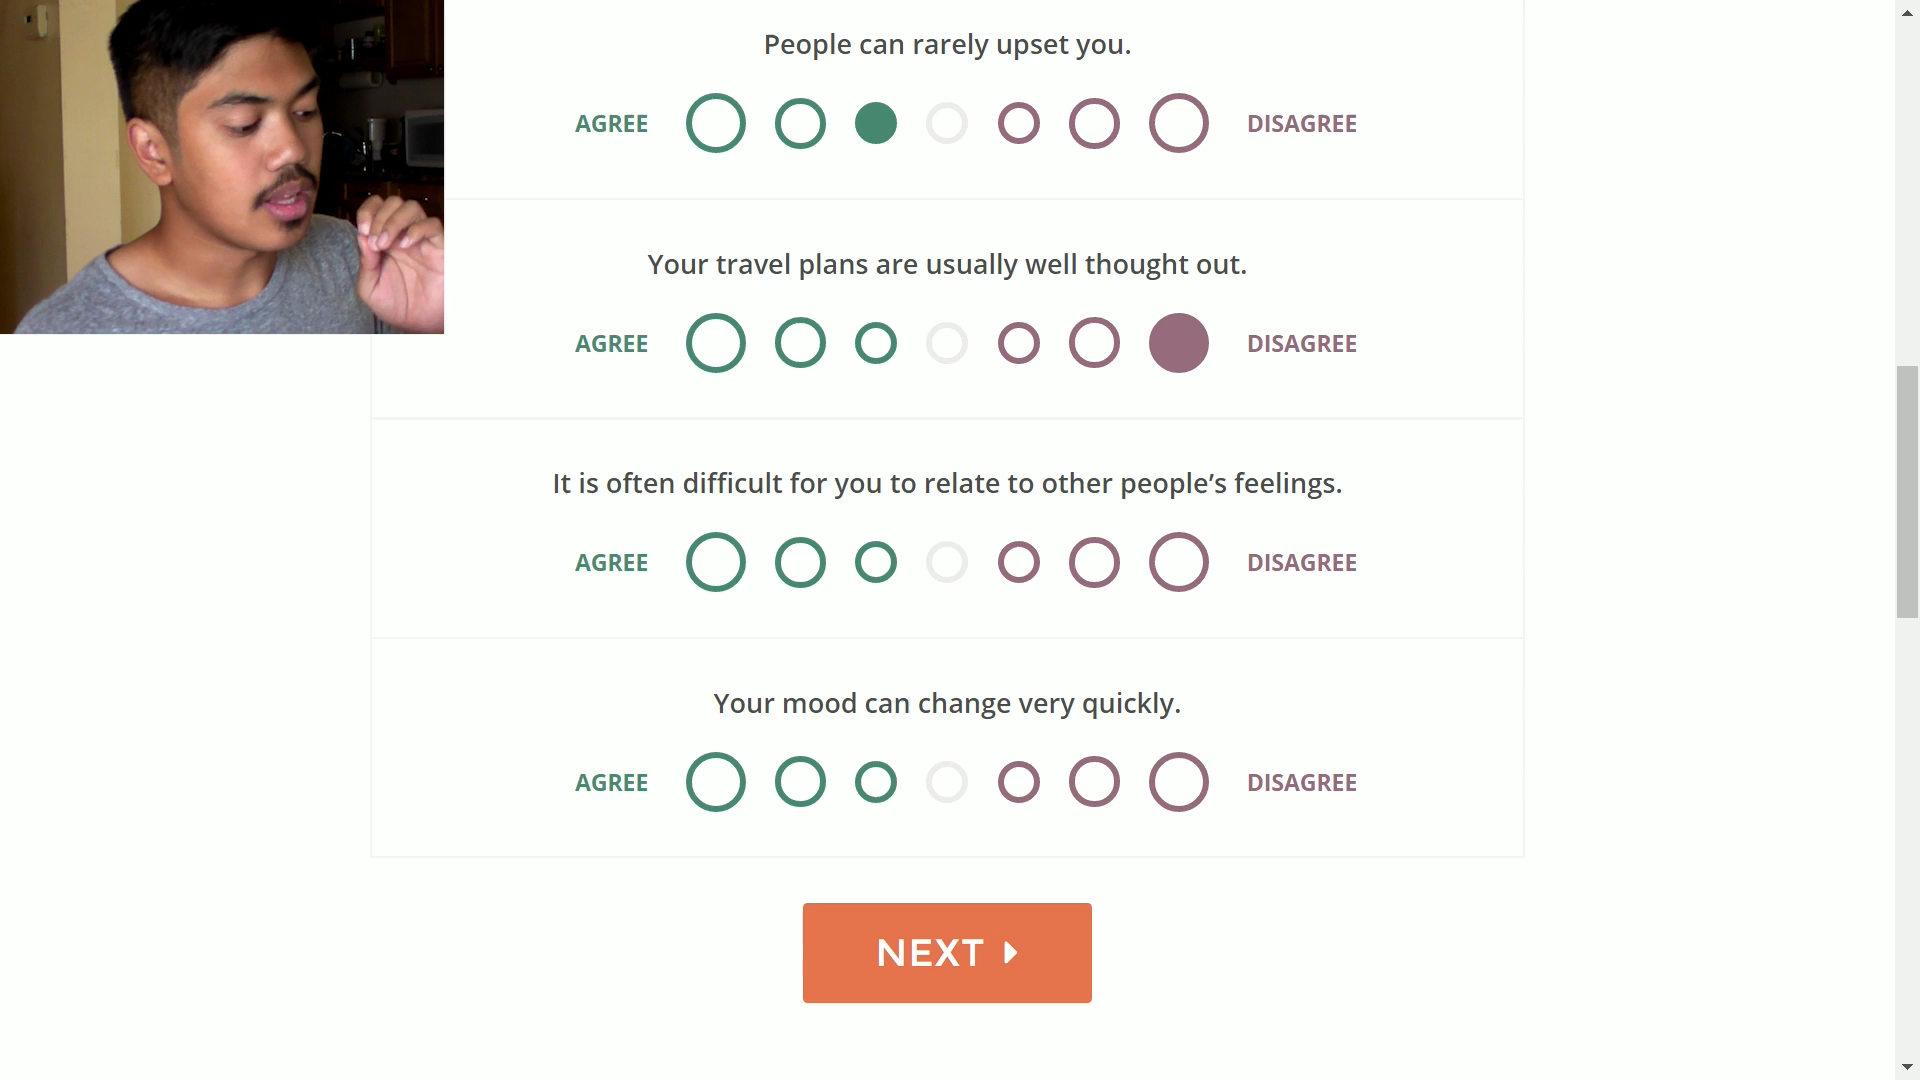 People can rarely upset you.
AGREE DISAGREE
Your travel plans are usually well thought out.
AGREE DISAGREE
It is often difficult for you to relate to other people’s feelings.
AGREE DISAGREE
Your mood can change very quickly.
AGREE DISAGREE
NEXT